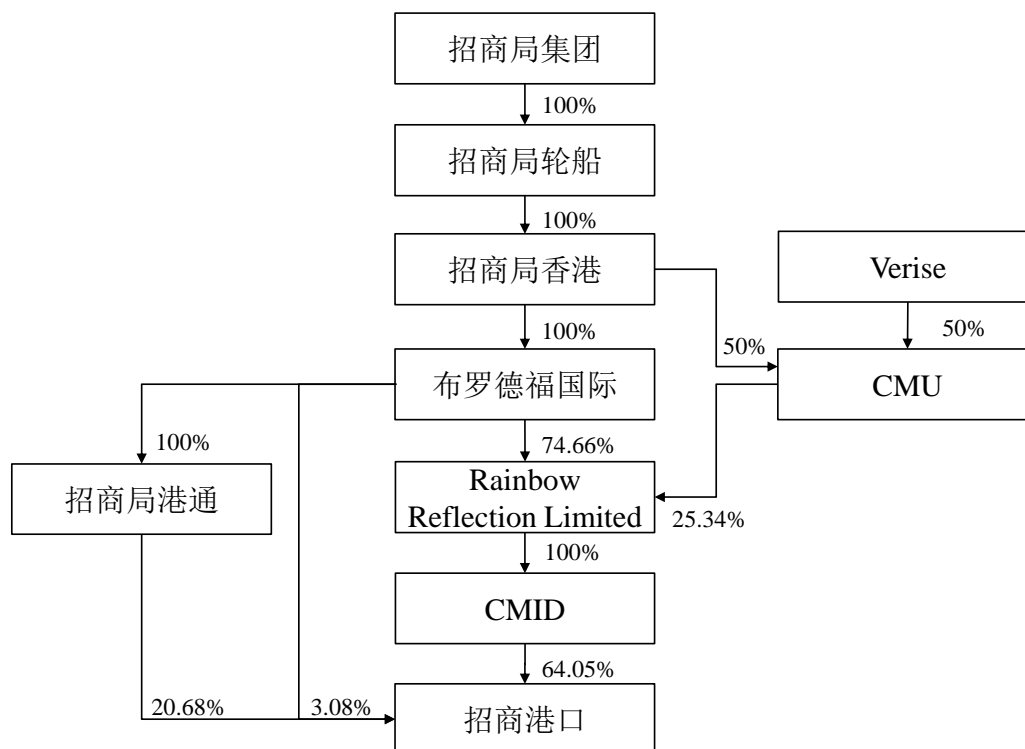 招商局集团
100%
招商局轮船
100%
招商局香港
Verise
100%
50%
50%
布罗德福国际
CMU
100%
74.66%
招商局港通
Rainbow
Reflection Limited
25.34%
100%
CMID
64.05%
20.68%
3.08%
招商港口